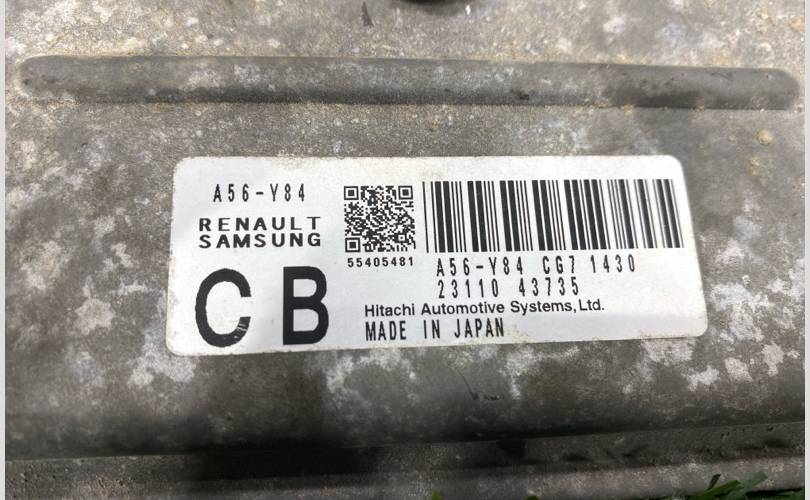 A56-Y84
RENAULT
SAMSUNG
55405481
CB
A56-Y84 CG7 1430
23110 43735
Hitachi Automotive Systems,Ltd.
MADE IN JAPAN